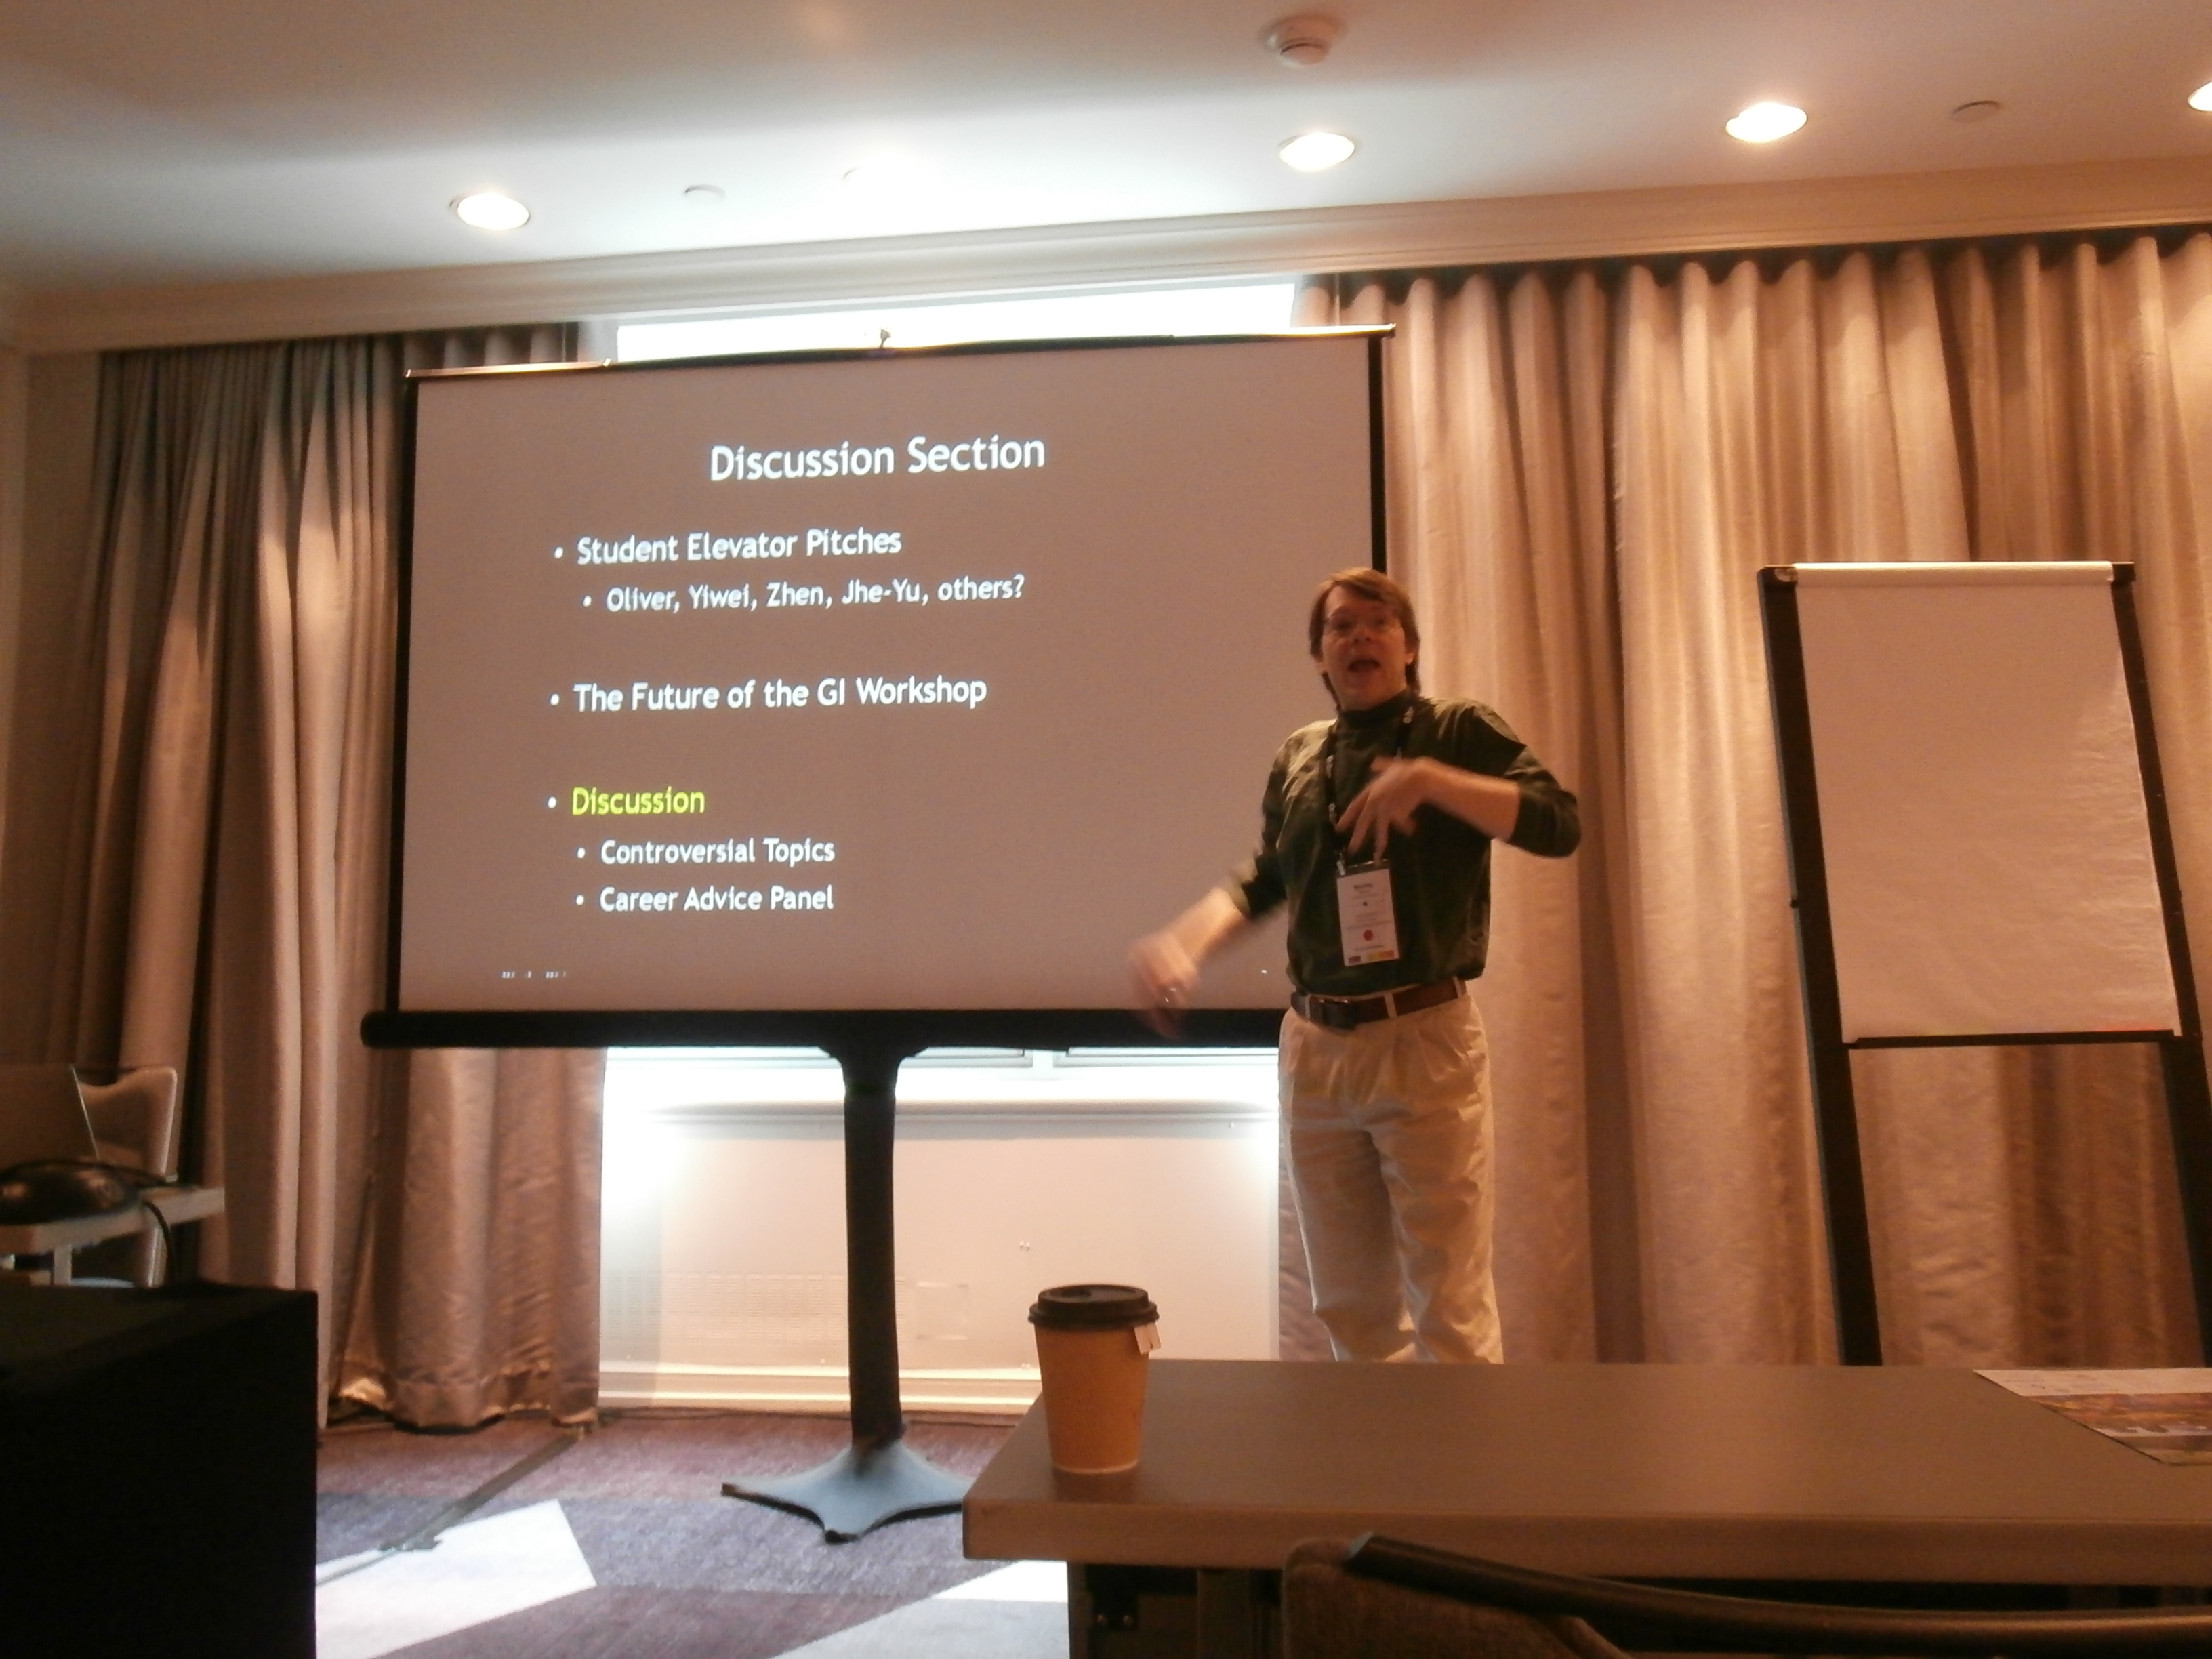 Discussion Section
• Student Elevator Pitches
• Oliver, Yiwei, Zhen, Jhe-Yu, others?
• The Future of the GI Workshop
• Discussion
• Controversial Topics
• Career Advice Panel